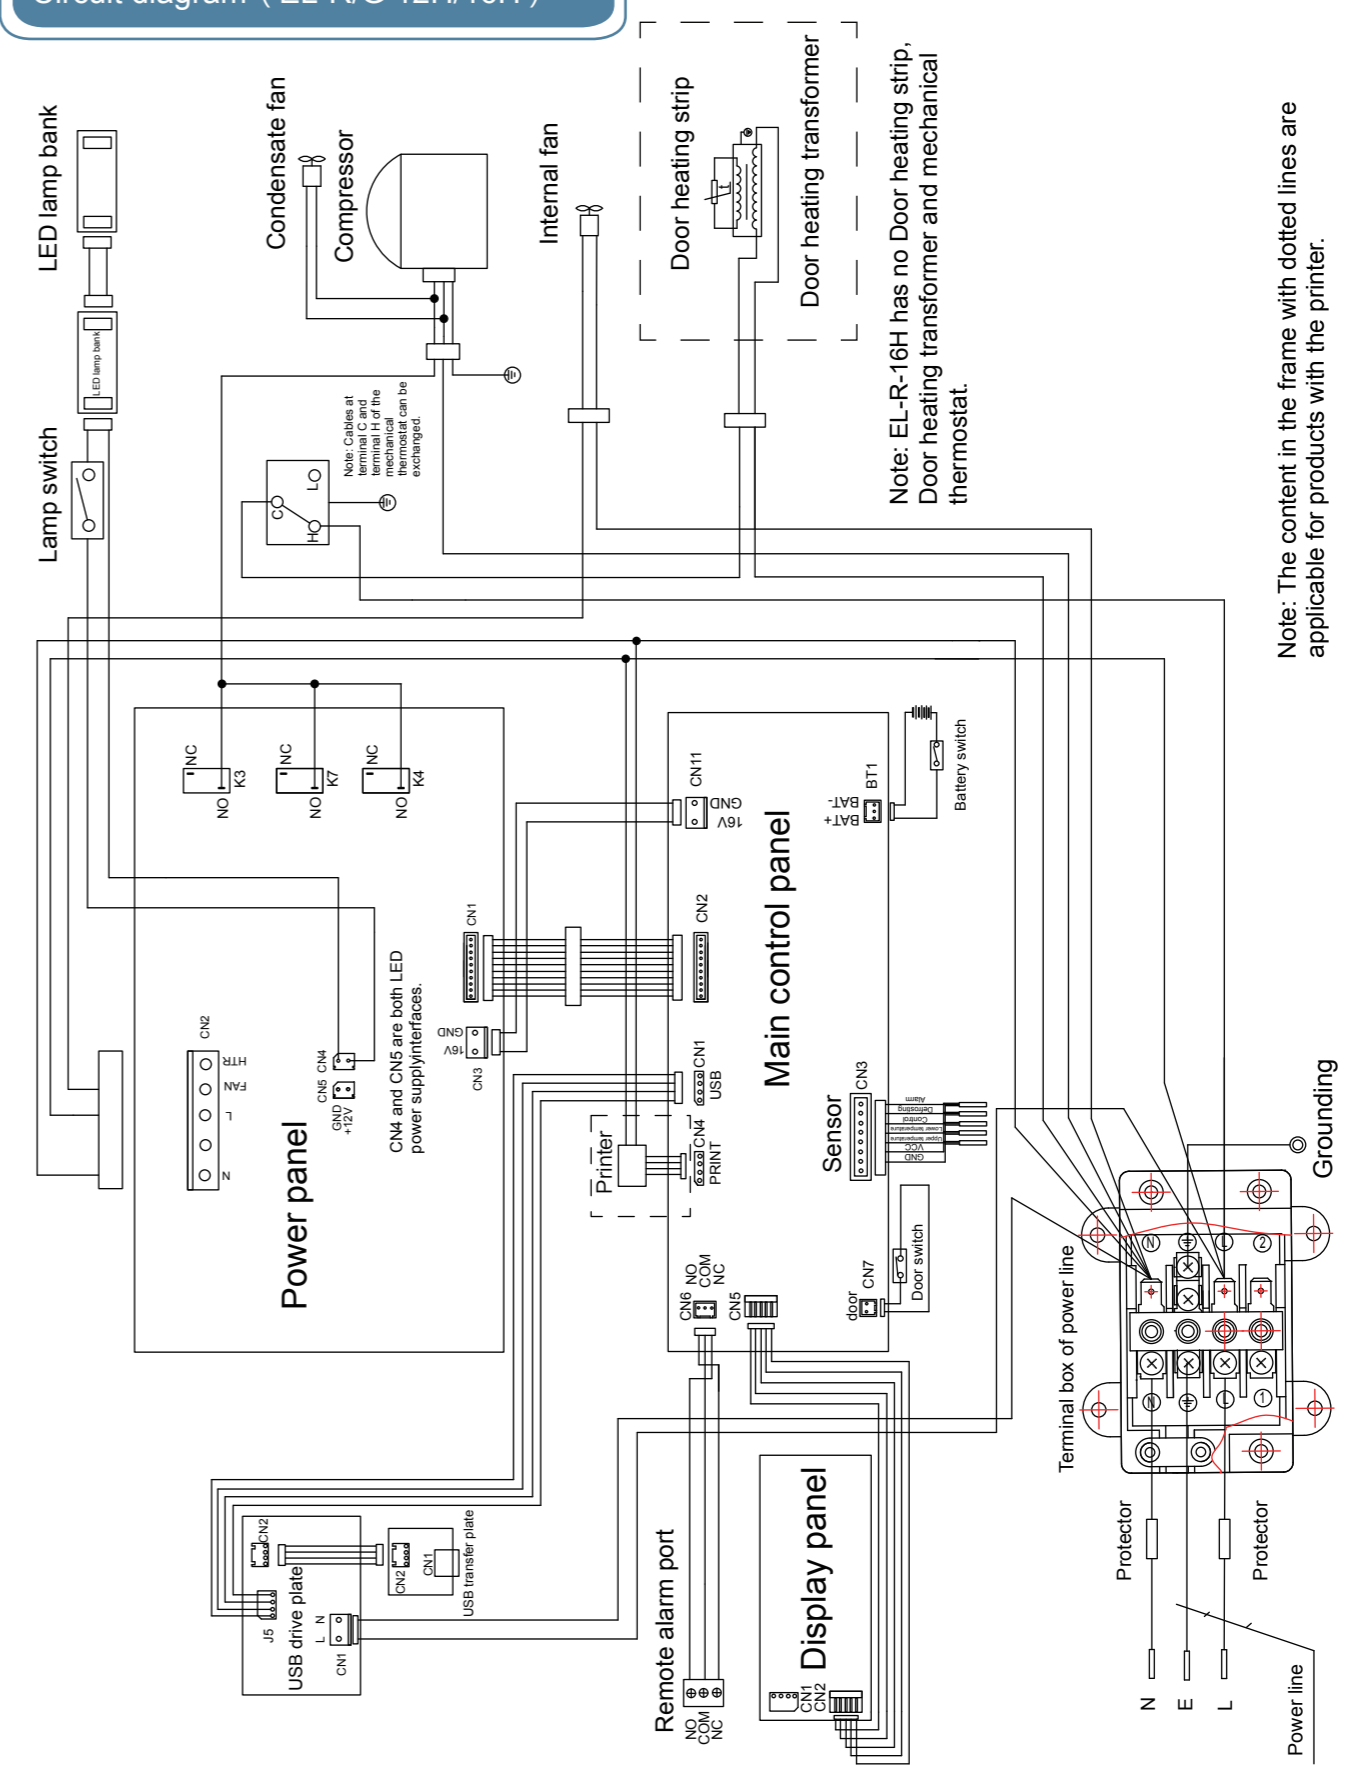 LED lamp bank
LED lamp bank
Lamp switch
Condensate fan
Compressor
Note: Cables at
terminal C and
terminal H of the
mechanical
thermostat can be
exchanged.
C
H
L
Internal fan
Door heating strip
Door heating transformer
Note: EL-R-16H has no Door heating strip,
Door heating transformer and mechanical
thermostat.
Note: The content in the frame with dotted lines are
applicable for products with the printer.
Power panel
NC
NO
K3
NC
NO
K7
NC
NO
K4
CN2
HTR
FAN
L
N
CN5
CN4
GND
+12V
CN4 and CN5 are both LED
power supplyinterfaces.
CN1
GND
16V
CN3
Main control panel
CN11
GND
16V
BT1
BAT-
BAT+
Battery switch
CN2
CN1
USB
CN4
PRINT
Printer
Sensor
CN3
Alarm
Defrosting
Control
Lower temperature
Upper temperature
VCC
GND
CN6
NO
COM
NC
CN5
door
CN7
Door switch
USB drive plate
CN2
J5
L
N
CN1
CN2
CN1
USB transfer plate
Remote alarm port
NO
COM
NC
Display panel
CN1
CN2
Terminal box of power line
N
L
2
N
L
1
Grounding
Protector
Protector
N
E
L
Power line